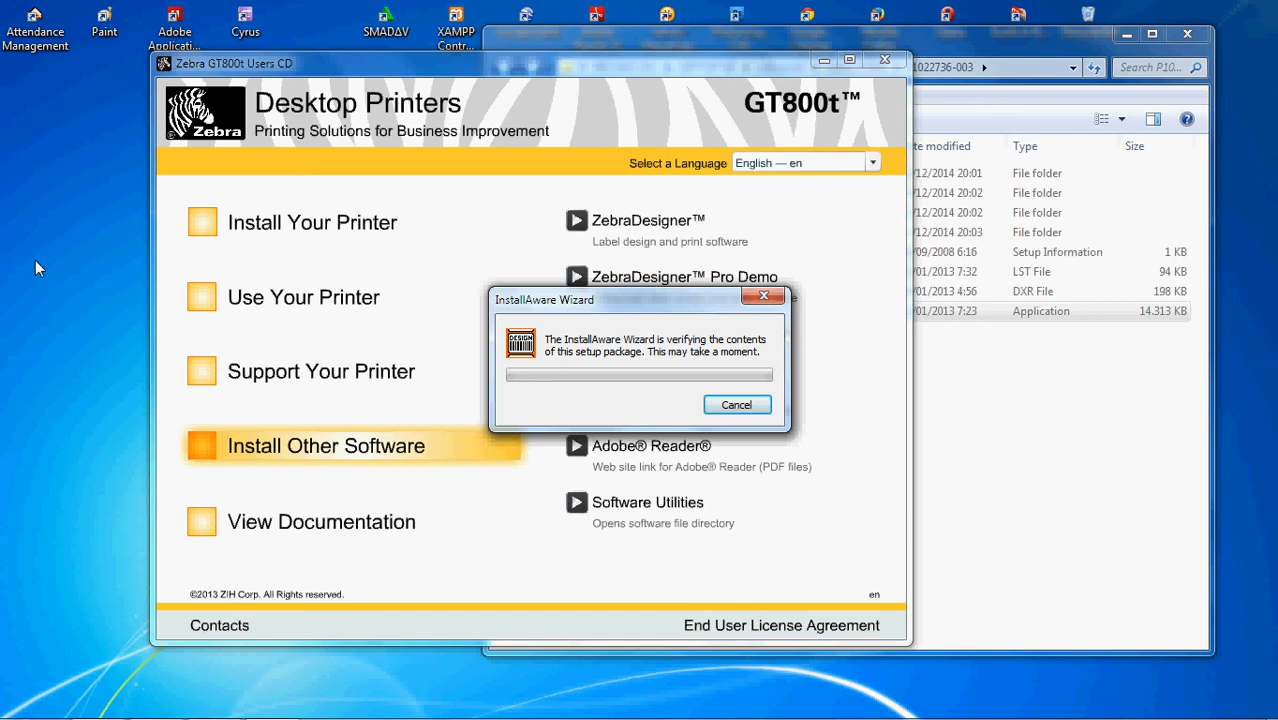 Attendance
Management
Paint
Adobe
Applicati...
Cyrus
SMADΔV
XAMPP
Contr...
Zebra GT800t Users CD
1022736-003
Search P10...
Zebra
Desktop Printers
Printing Solutions for Business Improvement
GT800t™
Select a Language
English — en
te modified
Type
Size
/12/2014 20:01
File folder
/12/2014 20:02
File folder
/12/2014 20:02
File folder
/12/2014 20:03
File folder
/09/2008 6:16
Setup Information
1 KB
/01/2013 7:32
LST File
94 KB
/01/2013 4:56
DXR File
198 KB
/01/2013 7:23
Application
14.313 KB
Install Your Printer
Use Your Printer
Support Your Printer
Install Other Software
View Documentation
ZebraDesigner™
Label design and print software
ZebraDesigner™ Pro Demo
InstallAware Wizard
DESIGN
The InstallAware Wizard is verifying the contents
of this setup package. This may take a moment.
Cancel
Adobe® Reader®
Web site link for Adobe® Reader (PDF files)
Software Utilities
Opens software file directory
©2013 ZIH Corp. All Rights reserved.
en
Contacts
End User License Agreement